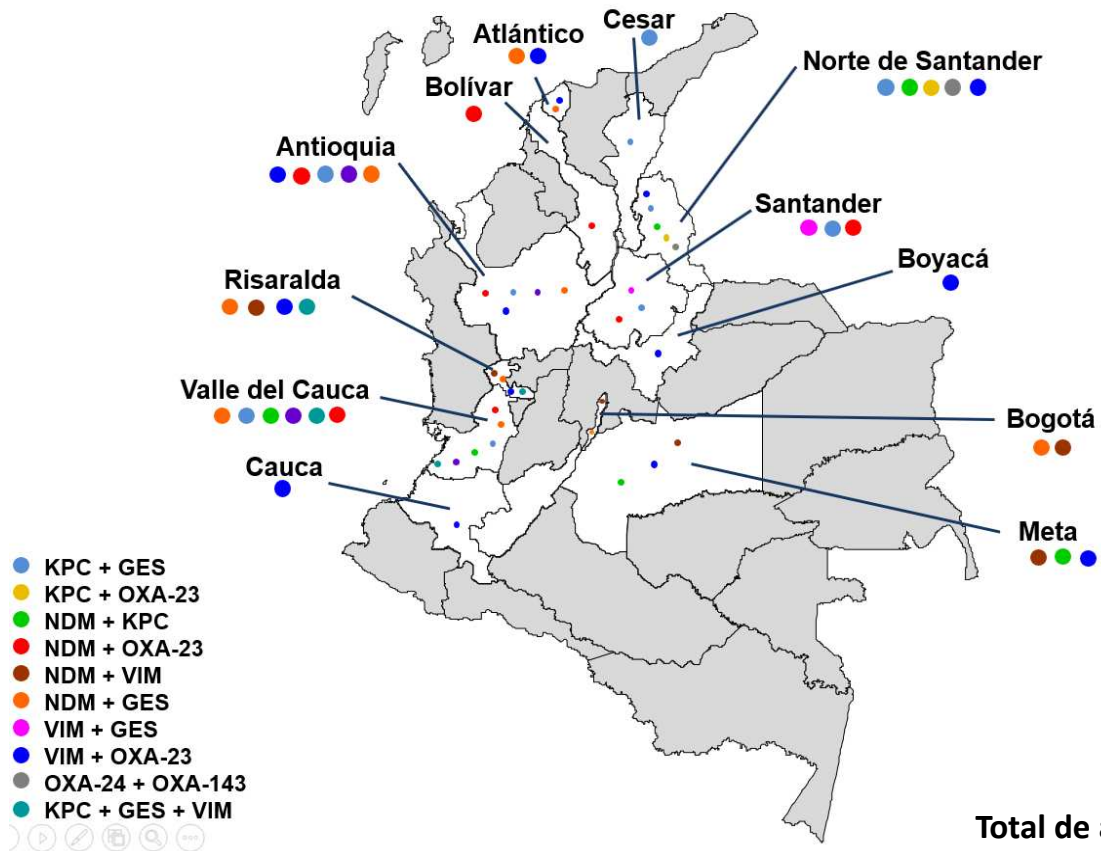 Cesar
Atlántico
Norte de Santander
Bolívar
Antioquia
Santander
Boyacá
Risaralda
Valle del Cauca
Bogotá
Cauca
Meta
KPC + GES
KPC + OXA-23
NDM + KPC
NDM + OXA-23
NDM + VIM
NDM + GES
VIM + GES
VIM + OXA-23
OXA-24 + OXA-143
KPC + GES + VIM
Total de